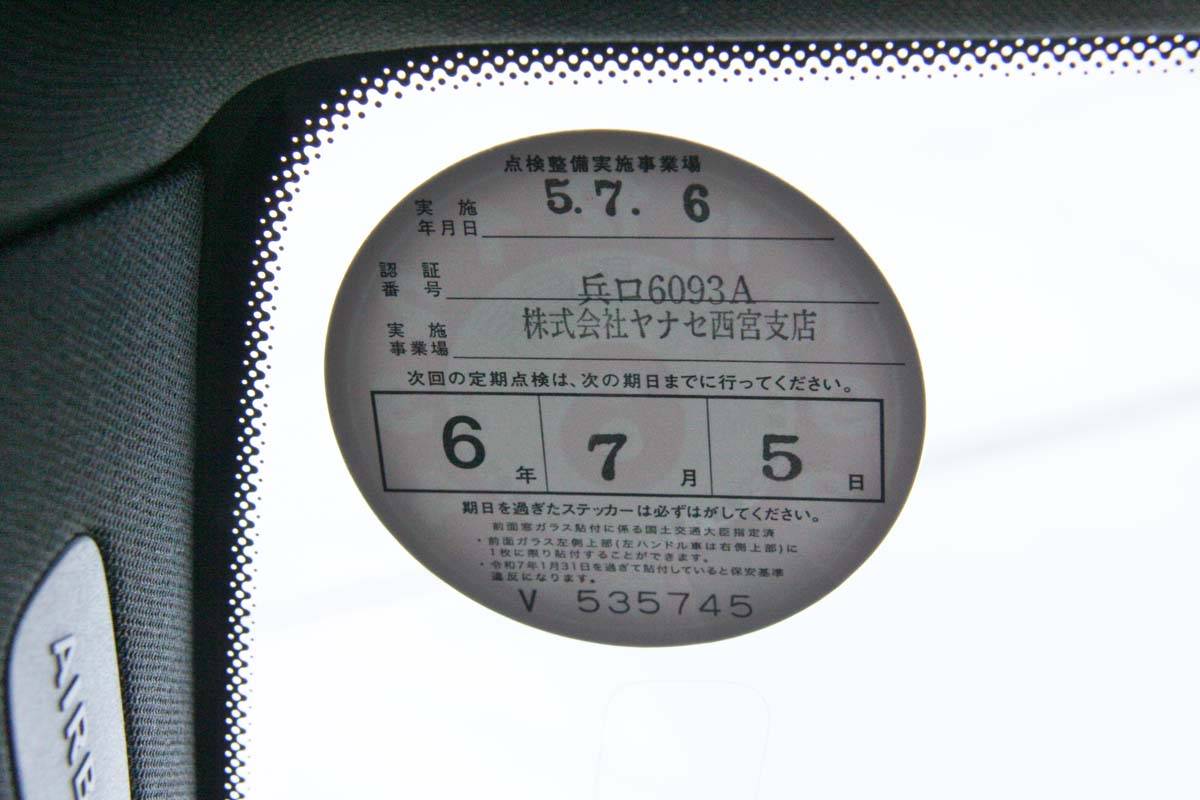 点検整備実施事業場
実施年月日 5.7.6
認証番号 兵ロ6093A
実施事業場 株式会社ヤナセ西宮支店
次回の定期点検は、次の期日までに行ってください。
6年 7月 5日
期日を過ぎたステッカーは必ずはがしてください。
前面窓ガラス貼付に係る国土交通大臣指定済
・前面ガラス左側上部(左ハンドル車は右側上部)に
1枚に限り貼付することができます。
・令和7年1月31日を過ぎて貼付していると保安基準
違反になります。
V 535745
AIRB